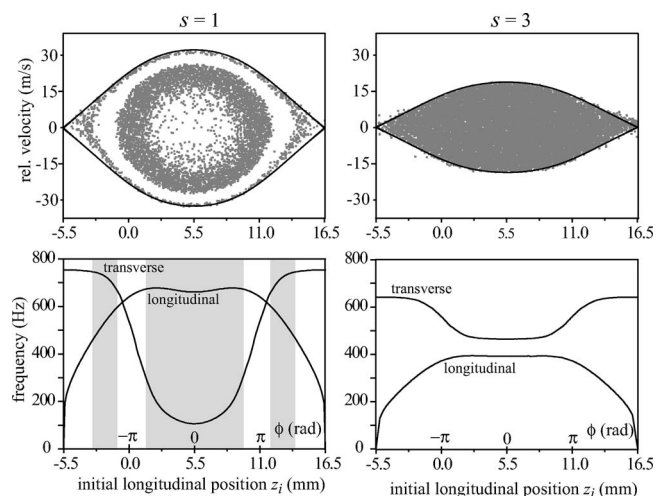 s = 1
s = 3
rel. velocity (m/s)
30
15
0
-15
-30
-5.5 0.0 5.5 11.0 16.5
30
15
0
-15
-30
-5.5 0.0 5.5 11.0 16.5
frequency (Hz)
800
600
400
200
0
transverse
longitudinal
−π 0 π ϕ (rad)
-5.5 0.0 5.5 11.0 16.5
initial longitudinal position zi (mm)
800
600
400
200
0
transverse
longitudinal
−π 0 π ϕ (rad)
-5.5 0.0 5.5 11.0 16.5
initial longitudinal position zi (mm)